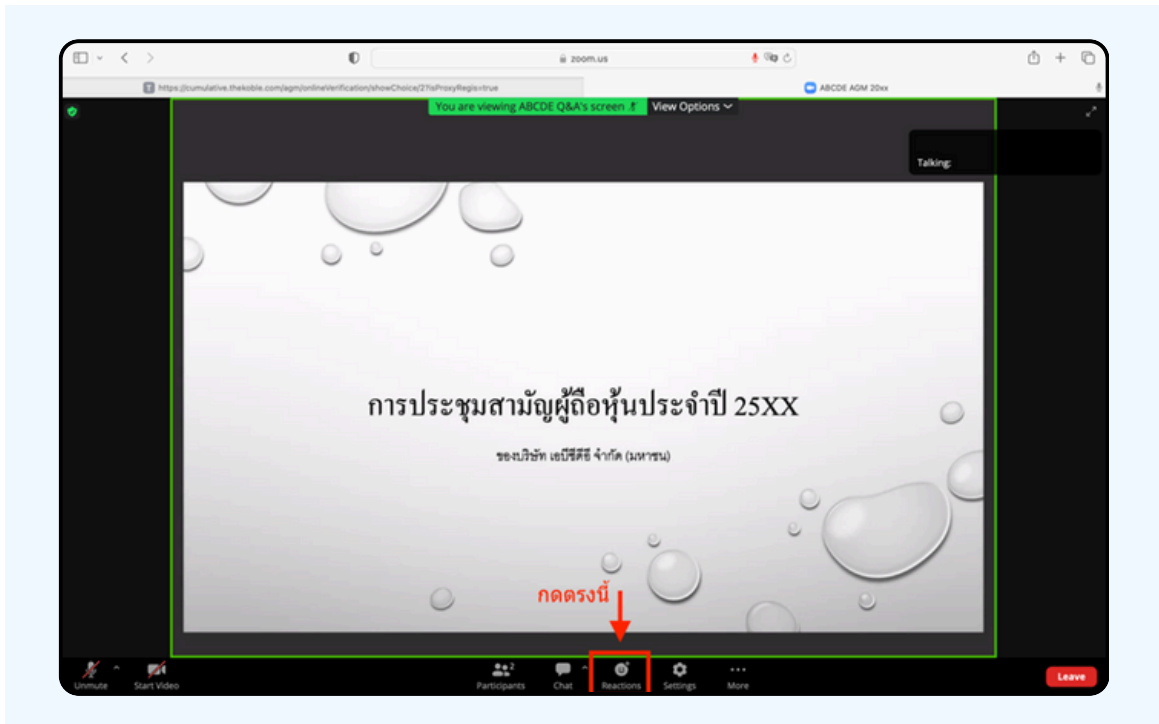 zoom.us
https://cumulative.thekoble.com/agm/onlineVerification/showChoice/2?isProxyRegis=true
ABCDE AGM 20xx
You are viewing ABCDE Q&A's screen
View Options
Talking:
การประชุมสามัญผู้ถือหุ้นประจำปี 25XX
ของบริษัท เอบีซีดีอี จำกัด (มหาชน)
กดตรงนี้
2
Unmute
Start Video
Participants
Chat
Reactions
Settings
More
Leave